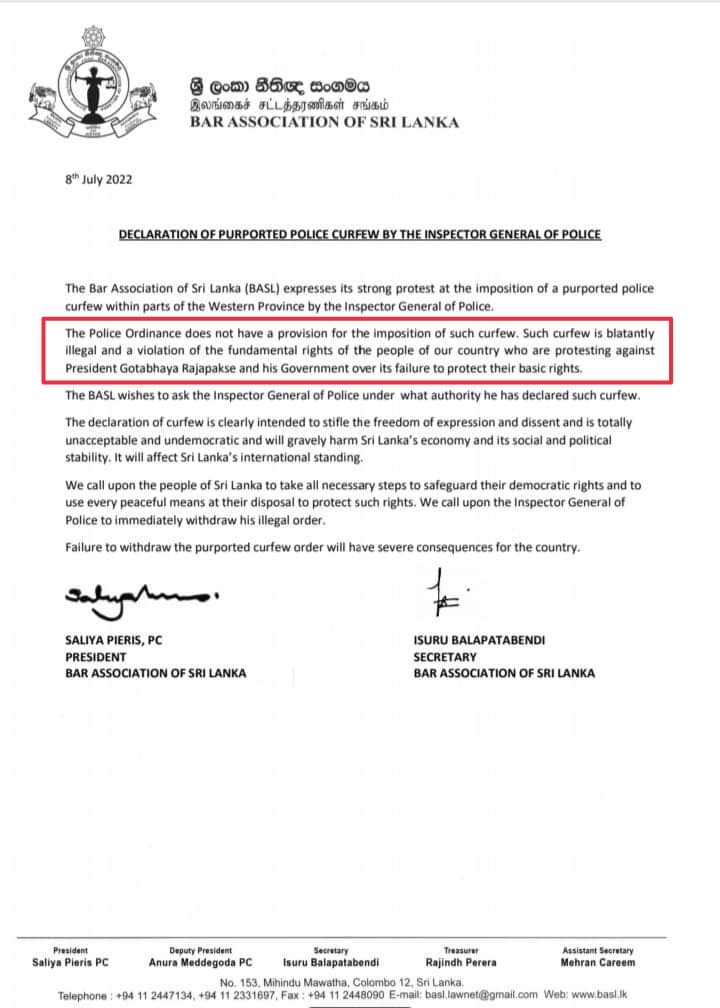 ශ්‍රී ලංකා නීතිඥ සංගමය
இலங்கைச் சட்டத்தரணிகள் சங்கம்
BAR ASSOCIATION OF SRI LANKA
8th July 2022
DECLARATION OF PURPORTED POLICE CURFEW BY THE INSPECTOR GENERAL OF POLICE
The Bar Association of Sri Lanka (BASL) expresses its strong protest at the imposition of a purported police
curfew within parts of the Western Province by the Inspector General of Police.
The Police Ordinance does not have a provision for the imposition of such curfew. Such curfew is blatantly
illegal and a violation of the fundamental rights of the people of our country who are protesting against
President Gotabhaya Rajapakse and his Government over its failure to protect their basic rights.
The BASL wishes to ask the Inspector General of Police under what authority he has declared such curfew.
The declaration of curfew is clearly intended to stifle the freedom of expression and dissent and is totally
unacceptable and undemocratic and will gravely harm Sri Lanka's economy and its social and political
stability. It will affect Sri Lanka's international standing.
We call upon the people of Sri Lanka to take all necessary steps to safeguard their democratic rights and to
use every peaceful means at their disposal to protect such rights. We call upon the Inspector General of
Police to immediately withdraw his illegal order.
Failure to withdraw the purported curfew order will have severe consequences for the country.
SALIYA PIERIS, PC ISURU BALAPATABENDI
PRESIDENT SECRETARY
BAR ASSOCIATION OF SRI LANKA BAR ASSOCIATION OF SRI LANKA
President Deputy President Secretary Treasurer Assistant Secretary
Saliya Pieris PC Anura Meddegoda PC Isuru Balapatabendi Rajindh Perera Mehran Careem
No. 153, Mihindu Mawatha, Colombo 12, Sri Lanka.
Telephone : +94 11 2447134, +94 11 2331697, Fax : +94 11 2448090 E-mail: basl.lawnet@gmail.com Web: www.basl.lk